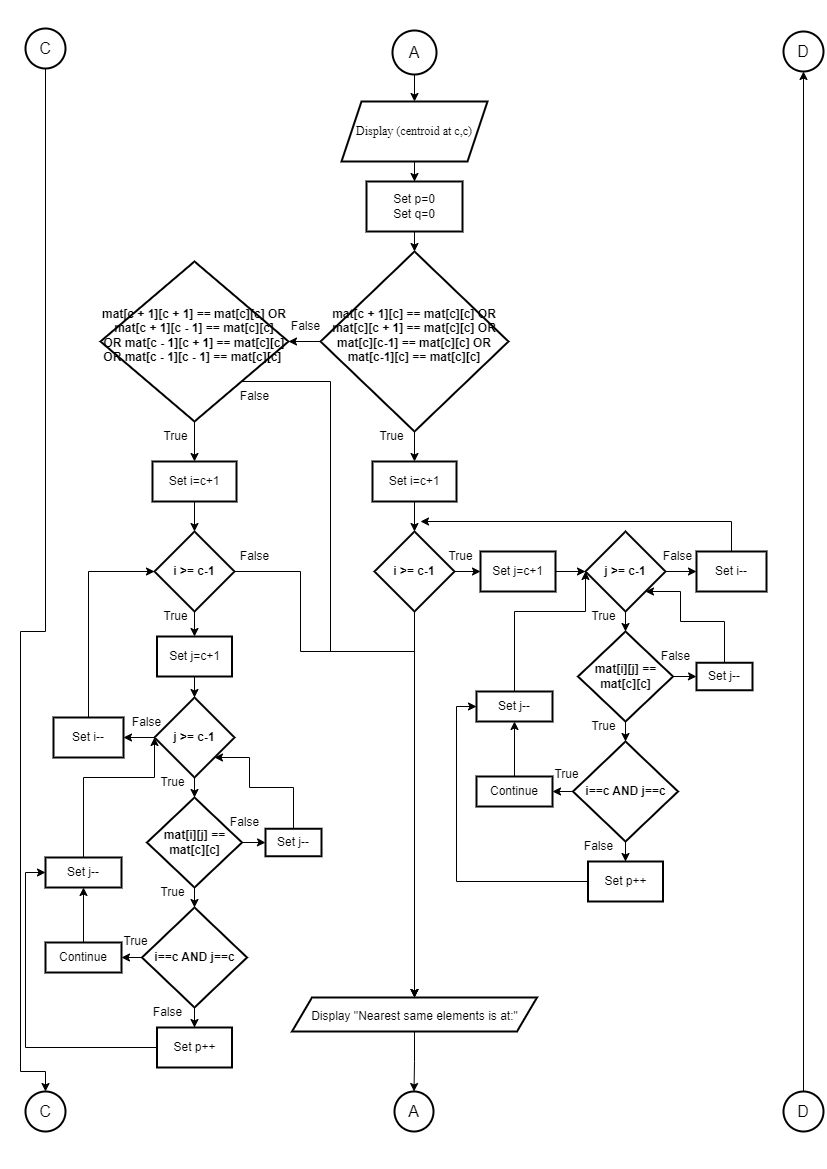 C
A
D
Display (centroid at c,c)
Set p=0
Set q=0
mat[c + 1][c + 1] == mat[c][c] OR
mat[c + 1][c - 1] == mat[c][c]
OR mat[c - 1][c + 1] == mat[c][c]
OR mat[c - 1][c - 1] == mat[c][c]
False
mat[c + 1][c] == mat[c][c] OR
mat[c][c + 1] == mat[c][c] OR
mat[c][c-1] == mat[c][c] OR
mat[c-1][c] == mat[c][c]
False
True
True
Set i=c+1
Set i=c+1
i >= c-1
False
i >= c-1
True
Set j=c+1
j >= c-1
False
Set i--
True
True
Set j=c+1
mat[i][j] ==
mat[c][c]
False
Set j--
Set j--
True
Set i--
False
j >= c-1
True
Continue
True
i==c AND j==c
mat[i][j] ==
mat[c][c]
False
Set j--
False
Set p++
Set j--
True
Continue
True
i==c AND j==c
False
Set p++
Display "Nearest same elements is at:"
C
A
D